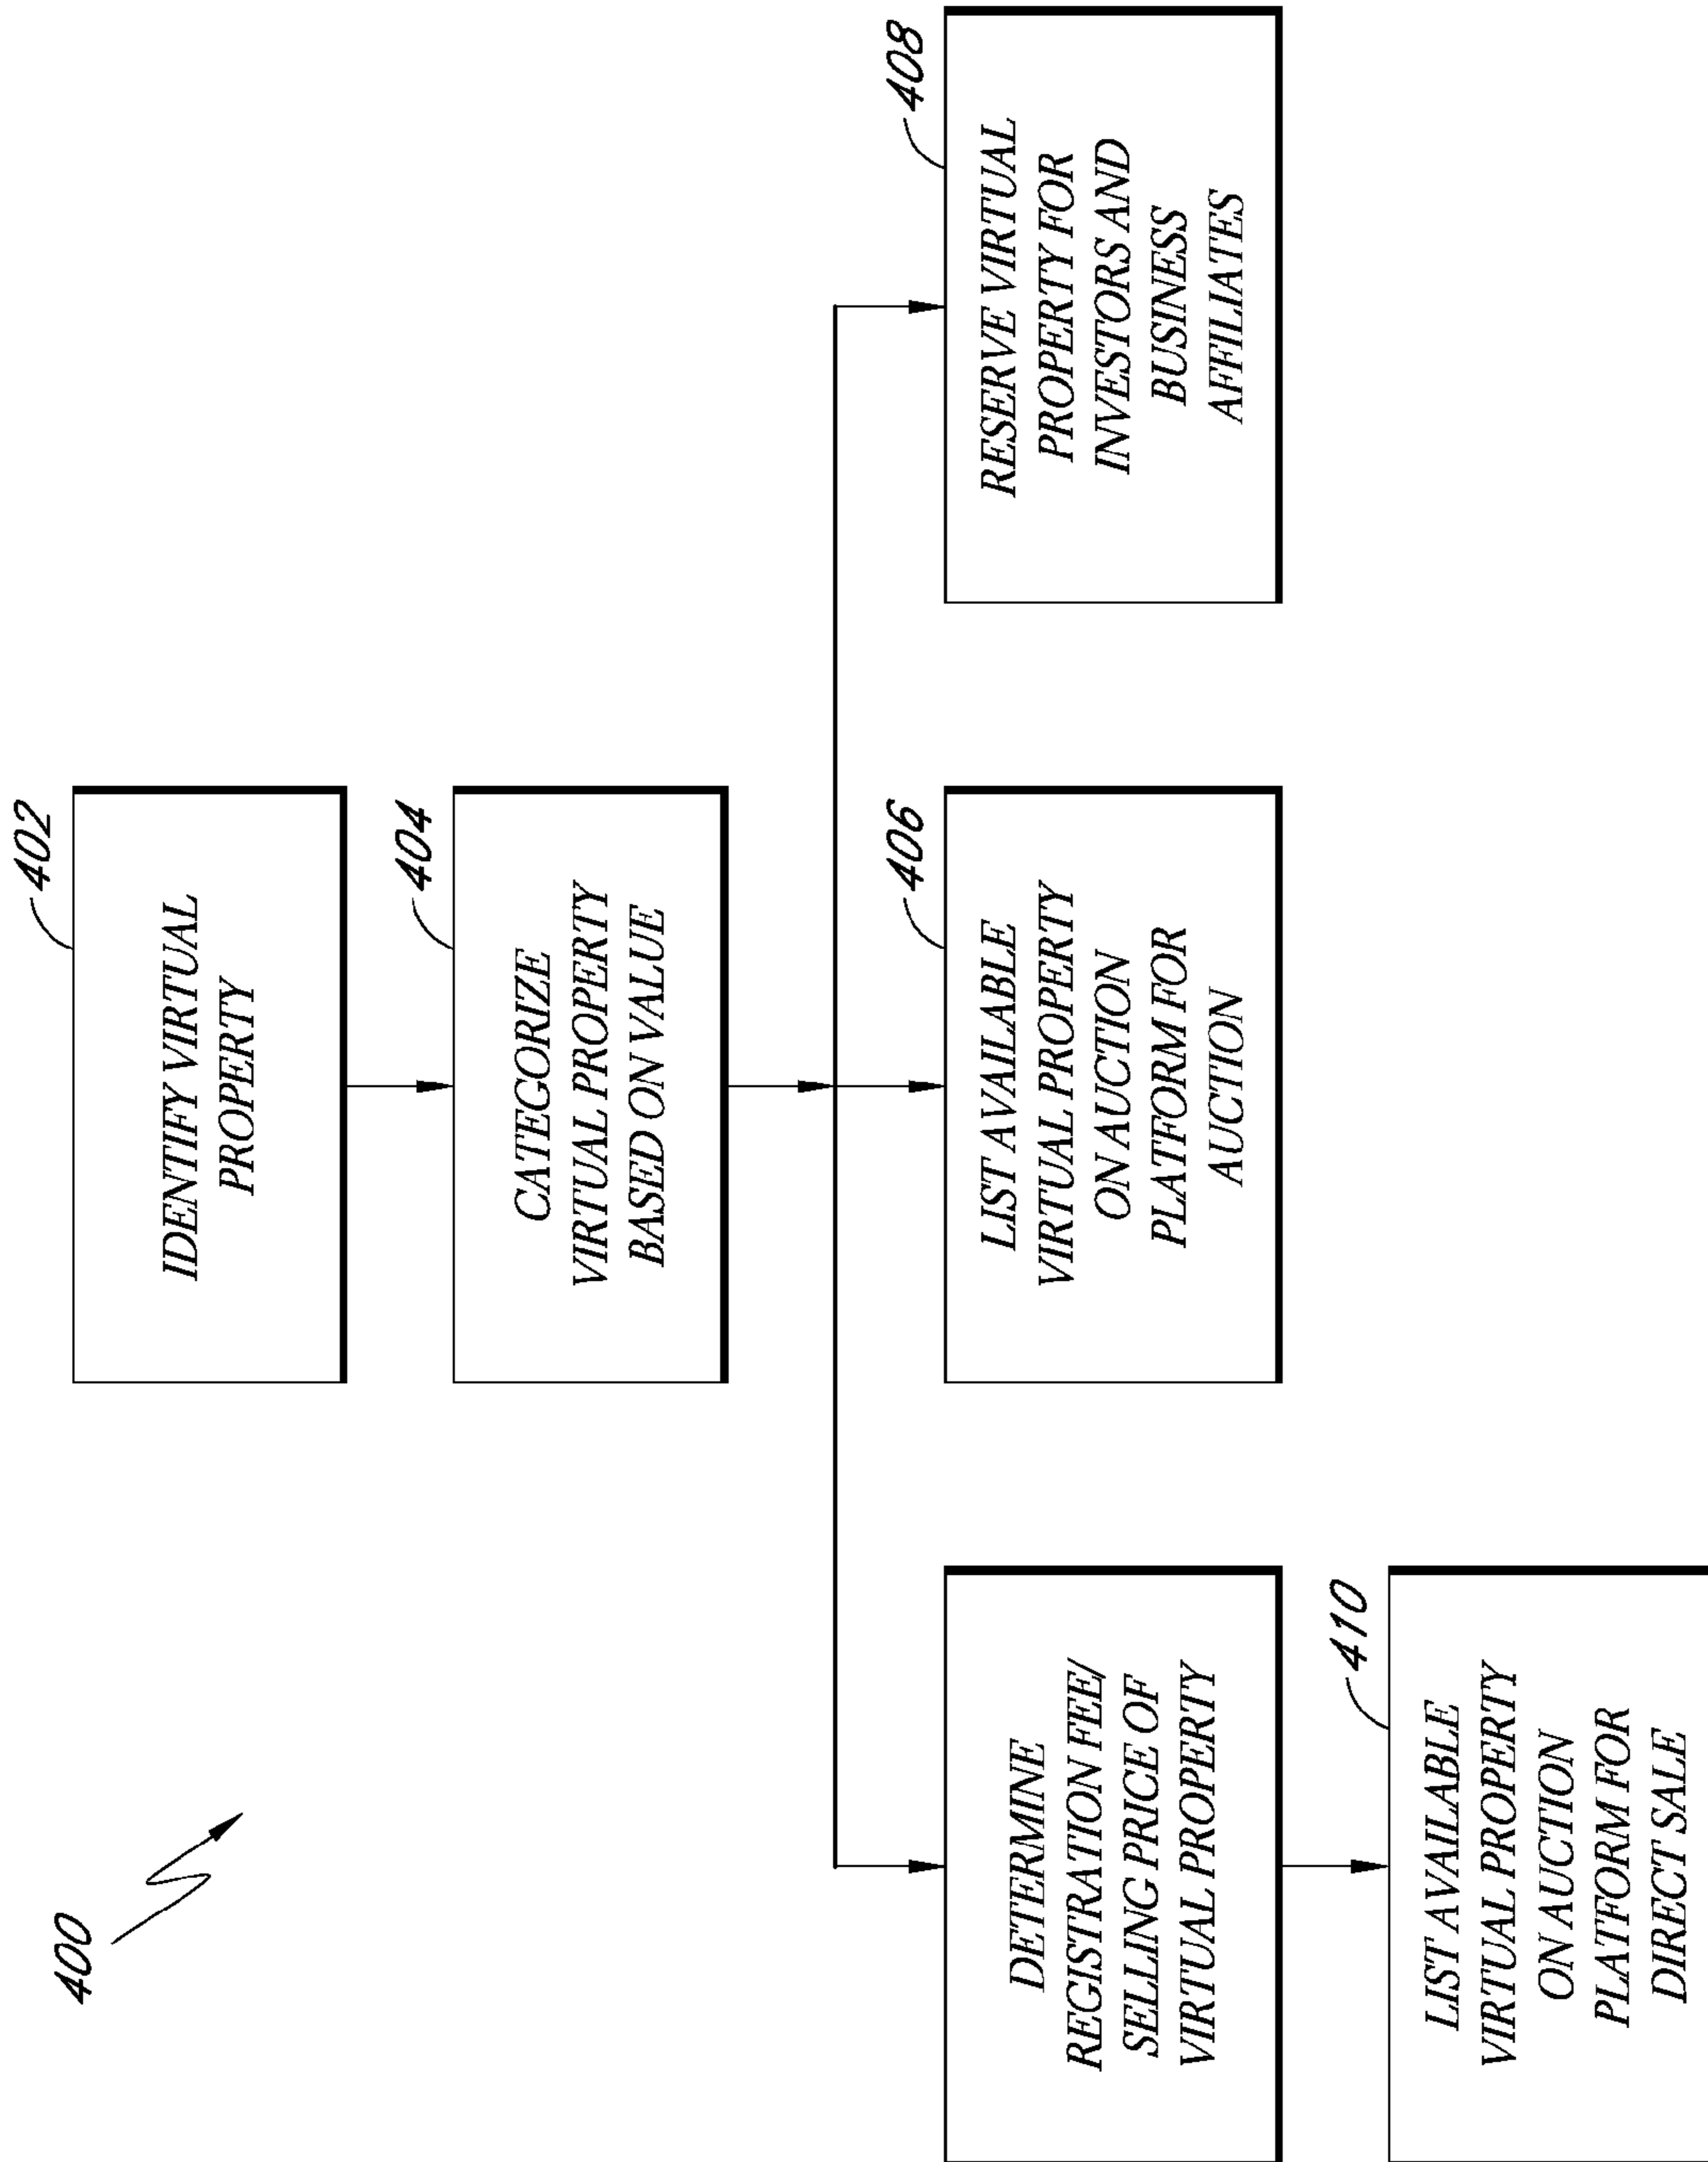 400
402
IDENTIFY VIRTUAL
PROPERTY
404
CATEGORIZE
VIRTUAL PROPERTY
BASED ON VALUE
DETERMINE
REGISTRATION FEE/
SELLING PRICE OF
VIRTUAL PROPERTY
406
LIST AVAILABLE
VIRTUAL PROPERTY
ON AUCTION
PLATFORM FOR
AUCTION
408
RESERVE VIRTUAL
PROPERTY FOR
INVESTORS AND
BUSINESS
AFFILIATES
410
LIST AVAILABLE
VIRTUAL PROPERTY
ON AUCTION
PLATFORM FOR
DIRECT SALE